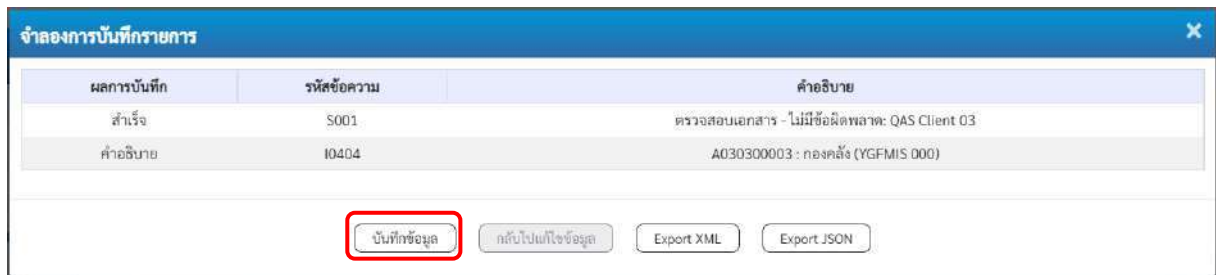 จำลองการบันทึกรายการ
ผลการบันทึก รหัสข้อความ คำอธิบาย
สำเร็จ S001 ตรวจสอบเอกสาร - ไม่มีข้อผิดพลาด: QAS Client 03
คำอธิบาย I0404 A030300003 : กองคลัง (YGFMIS 000)
บันทึกข้อมูล กลับไปแก้ไขข้อมูล Export XML Export JSON